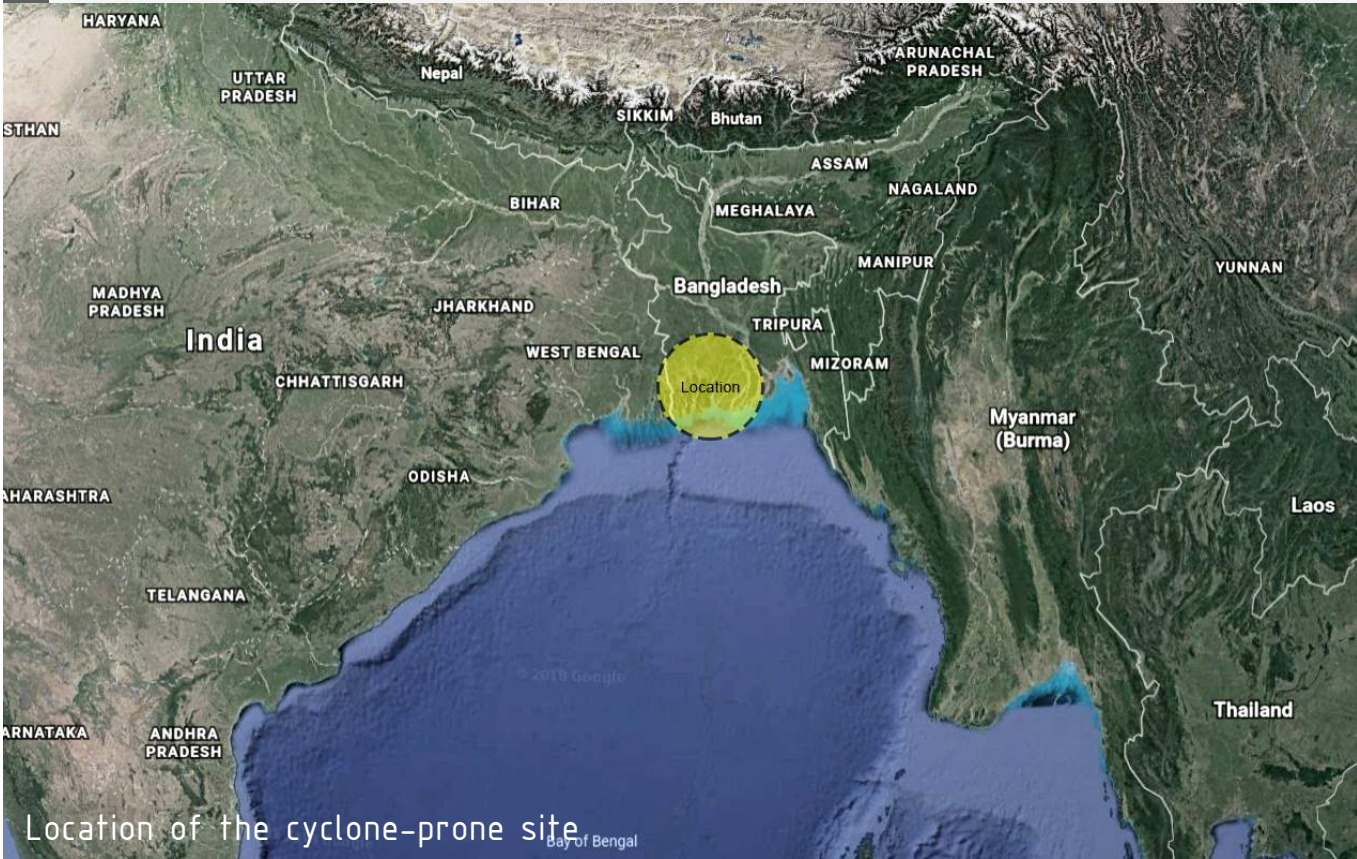 HARYANA
ARUNACHAL
PRADESH
Nepal
UTTAR
PRADESH
SIKKIM
Bhutan
STHAN
ASSAM
NAGALAND
BIHAR
MEGHALAYA
MANIPUR
YUNNAN
Bangladesh
MADHYA
PRADESH
JHARKHAND
TRIPURA
India
WEST BENGAL
MIZORAM
CHHATTISGARH
Location
Myanmar
(Burma)
ODISHA
AHARASHTRA
Laos
TELANGANA
© 2018 Google
Thailand
ARNATAKA
ANDHRA
PRADESH
Location of the cyclone-prone site
Bay of Bengal